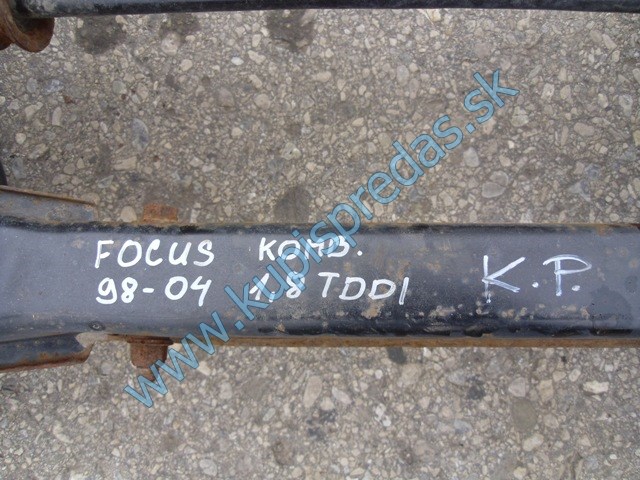 FOCUS KOMB.
98-04 1,8 TDDI K.P.
www.kupispredas.sk